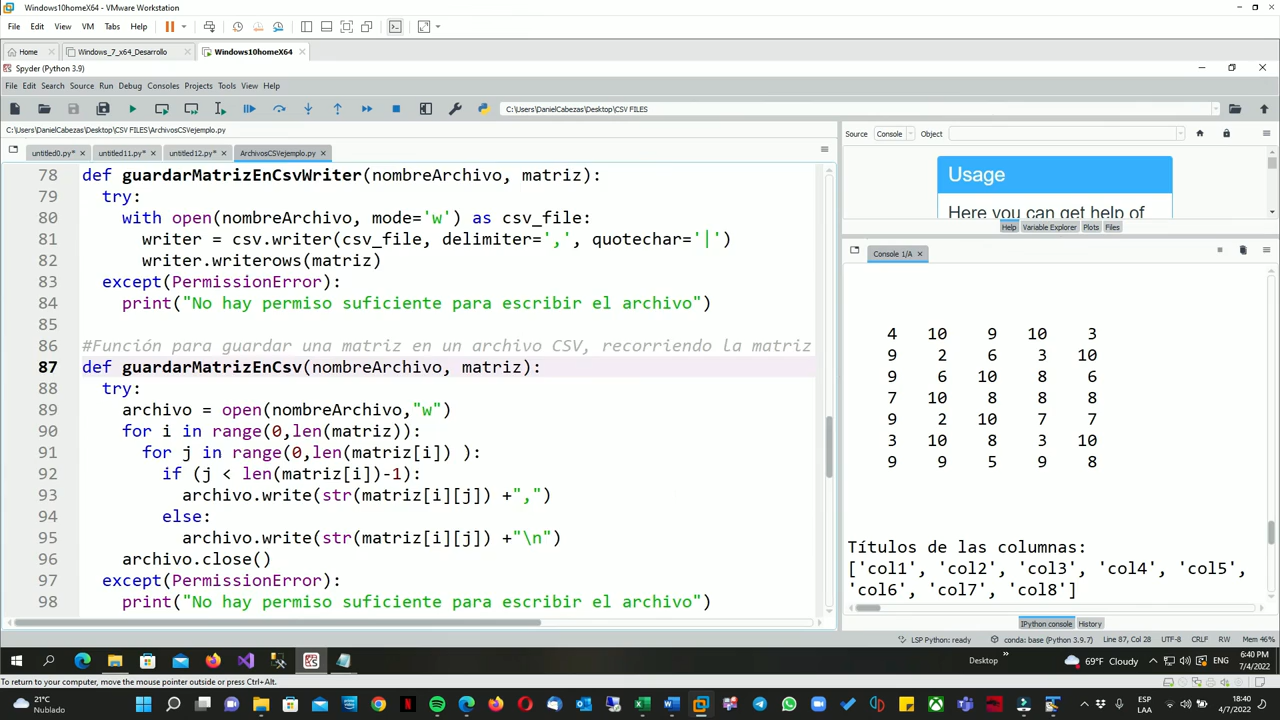 Windows10homeX64 - VMware Workstation
File Edit View VM Tabs Help
Home Windows_7_x64_Desarrollo Windows10homeX64
Spyder (Python 3.9)
File Edit Search Source Run Debug Consoles Projects Tools View Help
C:\Users\DanielCabezas\Desktop\CSV FILES
C:\Users\DanielCabezas\Desktop\CSV FILES\ArchivosCSVejemplo.py
untitled0.py* untitled11.py* untitled12.py* ArchivosCSVejemplo.py
78 def guardarMatrizEnCsvWriter(nombreArchivo, matriz):
79 try:
80 with open(nombreArchivo, mode='w') as csv_file:
81 writer = csv.writer(csv_file, delimiter=',', quotechar='|')
82 writer.writerows(matriz)
83 except(PermissionError):
84 print("No hay permiso suficiente para escribir el archivo")
85
86 #Función para guardar una matriz en un archivo CSV, recorriendo la matriz
87 def guardarMatrizEnCsv(nombreArchivo, matriz):
88 try:
89 archivo = open(nombreArchivo,"w")
90 for i in range(0,len(matriz)):
91 for j in range(0,len(matriz[i]) ):
92 if (j < len(matriz[i])-1):
93 archivo.write(str(matriz[i][j]) +",")
94 else:
95 archivo.write(str(matriz[i][j]) +"\n")
96 archivo.close()
97 except(PermissionError):
98 print("No hay permiso suficiente para escribir el archivo")
Source Console Object
Usage
Here you can get help of
Help Variable Explorer Plots Files
Console 1/A
4 10 9 10 3
9 2 6 3 10
9 6 10 8 6
7 10 8 8 8
9 2 10 7 7
3 10 8 3 10
9 9 5 9 8
Títulos de las columnas:
['col1', 'col2', 'col3', 'col4', 'col5',
'col6', 'col7', 'col8']
IPython console History
LSP Python: ready conda: base (Python 3.9.7) Line 87, Col 28 UTF-8 CRLF RW Mem 46%
Desktop 69°F Cloudy ENG 6:40 PM
7/4/2022
To return to your computer, move the mouse pointer outside or press Ctrl+Alt.
21°C
Nublado
ESP
LAA
18:40
4/7/2022